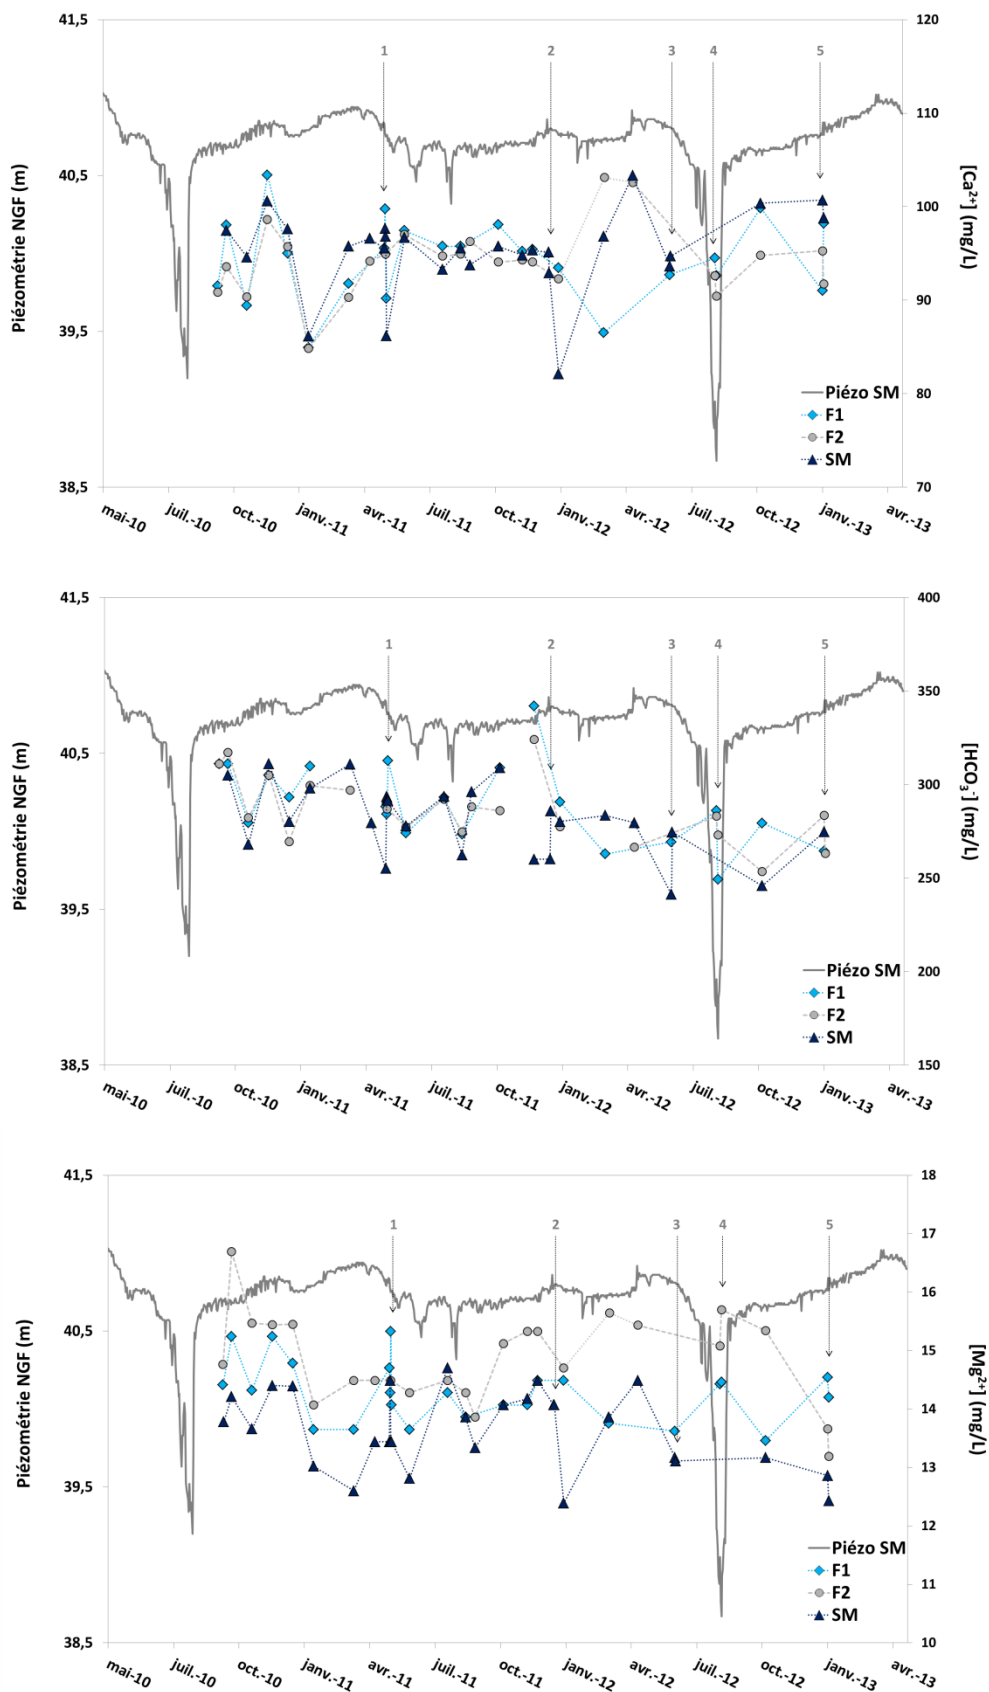 41,5
120
1
2
3
4
5
110
40,5
100
Piézométrie NGF (m)
[Ca²⁺] (mg/L)
90
39,5
80
Piézo SM
F1
F2
SM
38,5
70
mai-10
juil.-10
oct.-10
janv.-11
avr.-11
juil.-11
oct.-11
janv.-12
avr.-12
juil.-12
oct.-12
janv.-13
avr.-13
41,5
400
1
2
3
4
5
350
40,5
300
Piézométrie NGF (m)
[HCO₃⁻] (mg/L)
250
39,5
200
Piézo SM
F1
F2
SM
38,5
150
mai-10
juil.-10
oct.-10
janv.-11
avr.-11
juil.-11
oct.-11
janv.-12
avr.-12
juil.-12
oct.-12
janv.-13
avr.-13
41,5
18
1
2
3
4
5
17
16
40,5
15
Piézométrie NGF (m)
[Mg²⁺] (mg/L)
14
13
39,5
12
Piézo SM
11
F1
F2
SM
38,5
10
mai-10
juil.-10
oct.-10
janv.-11
avr.-11
juil.-11
oct.-11
janv.-12
avr.-12
juil.-12
oct.-12
janv.-13
avr.-13